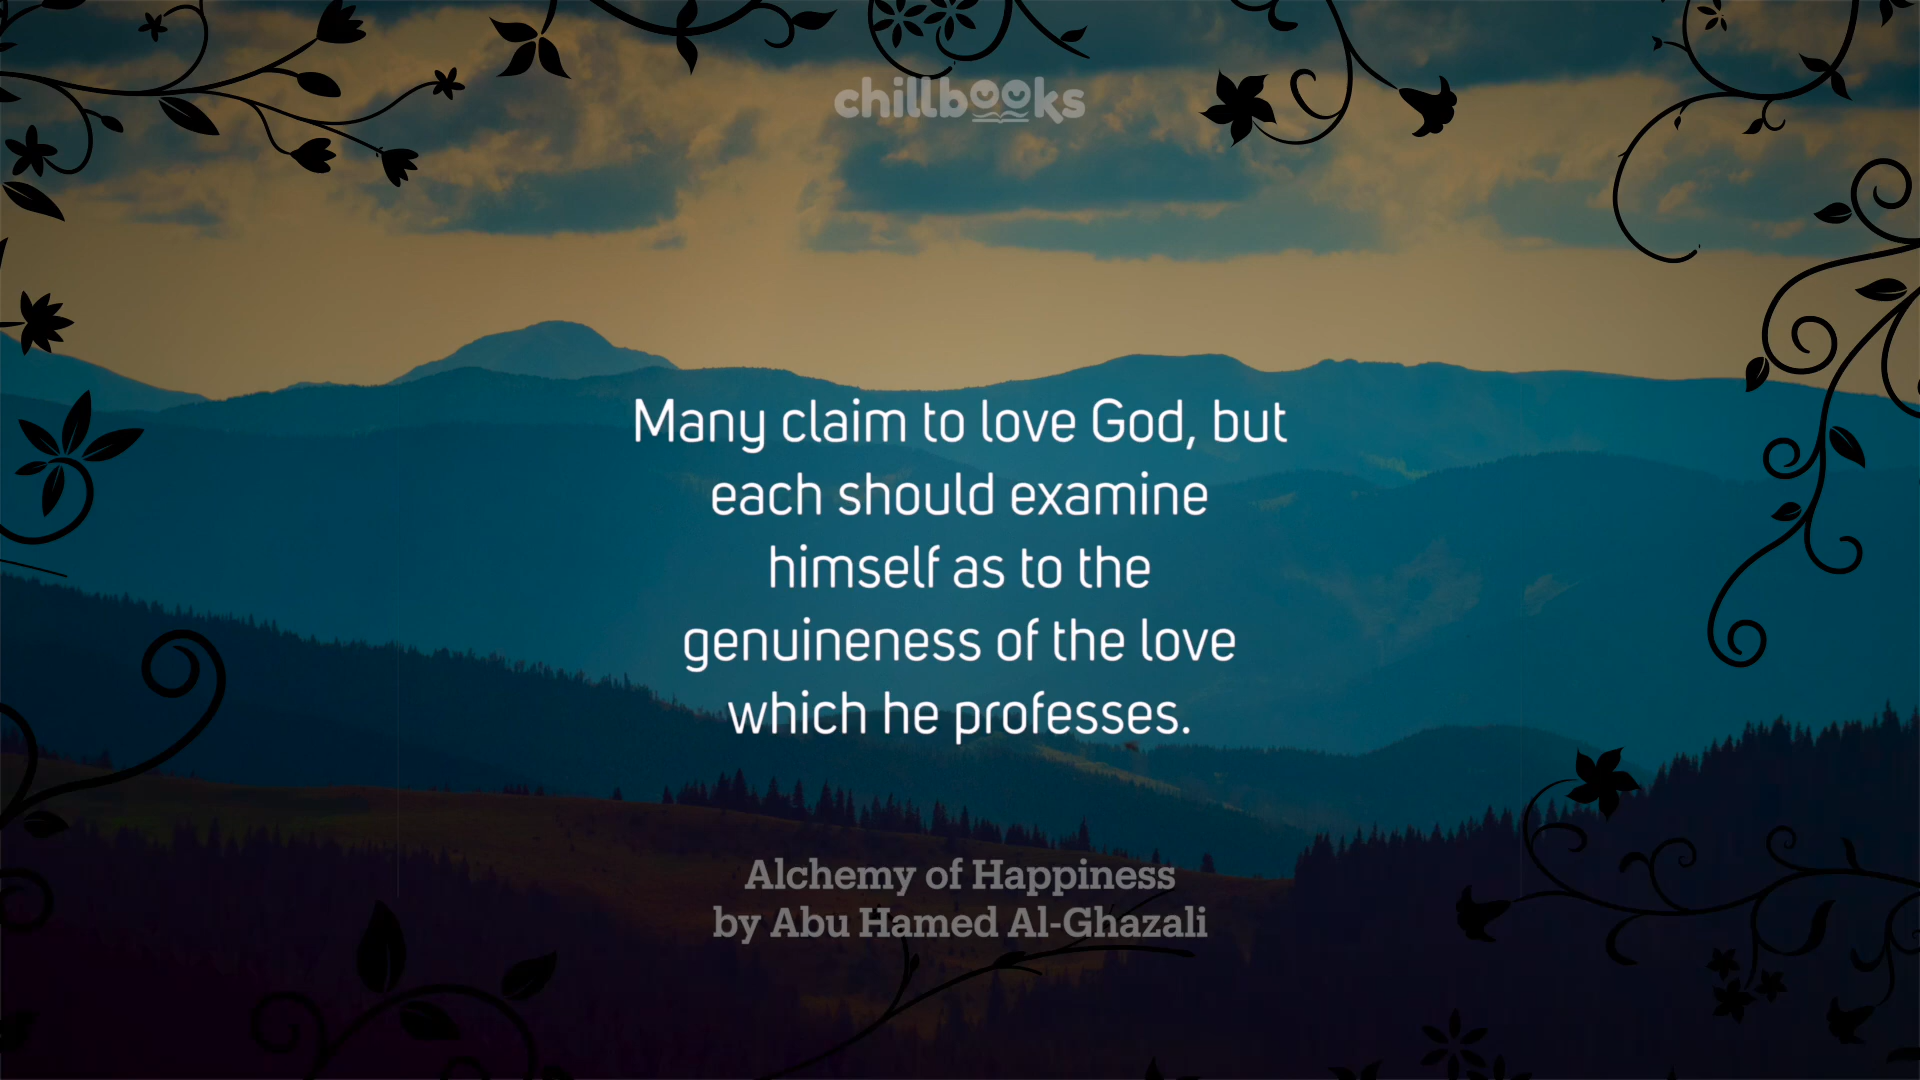 chillbooks
Many claim to love God, but
each should examine
himself as to the
genuineness of the love
which he professes.
Alchemy of Happiness
by Abu Hamed Al-Ghazali